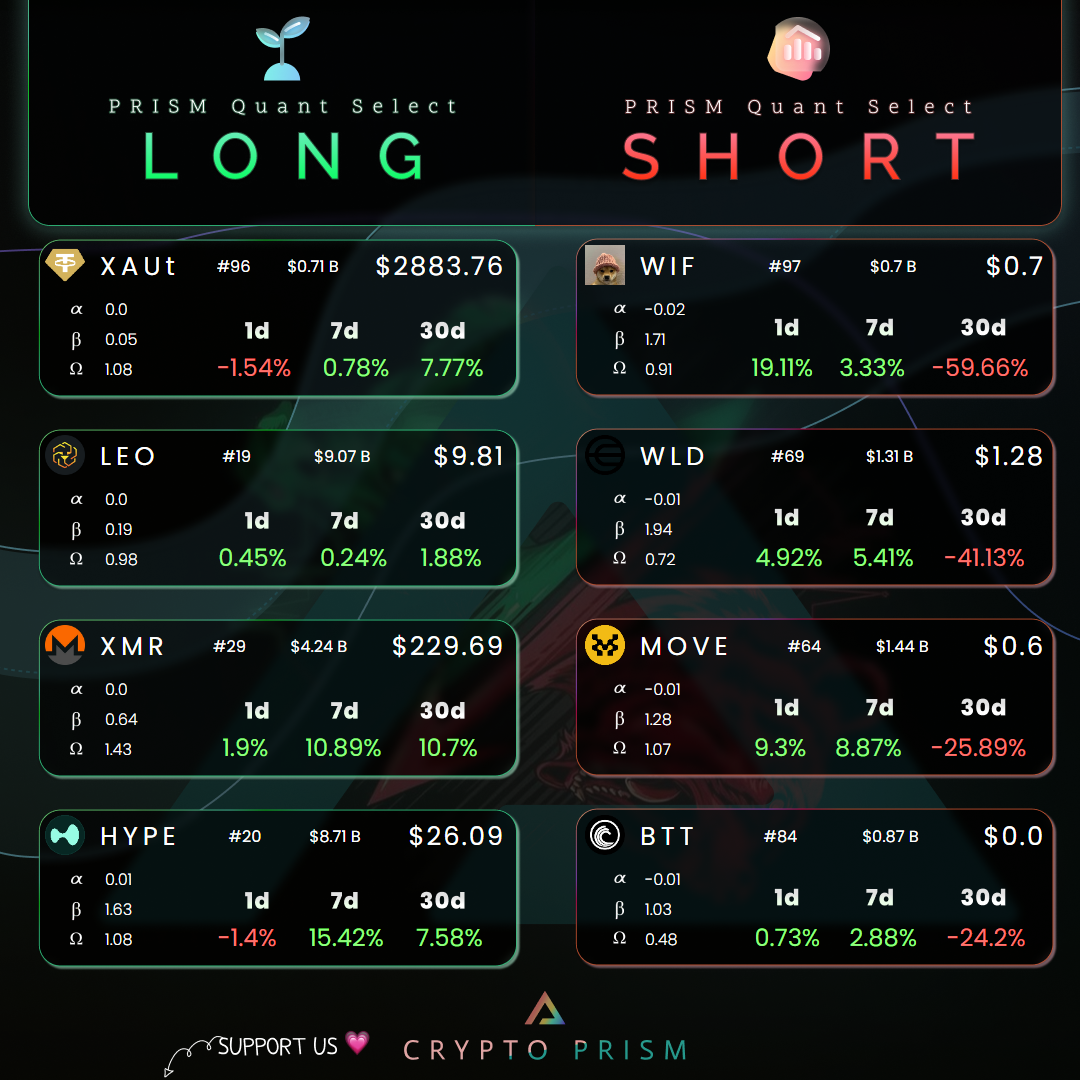 PRISM Quant Select
LONG
XAUt #96 $0.71 B $2883.76
α 0.0
β 0.05
Ω 1.08
1d 7d 30d
-1.54% 0.78% 7.77%
LEO #19 $9.07 B $9.81
α 0.0
β 0.19
Ω 0.98
1d 7d 30d
0.45% 0.24% 1.88%
XMR #29 $4.24 B $229.69
α 0.0
β 0.64
Ω 1.43
1d 7d 30d
1.9% 10.89% 10.7%
HYPE #20 $8.71 B $26.09
α 0.01
β 1.63
Ω 1.08
1d 7d 30d
-1.4% 15.42% 7.58%
PRISM Quant Select
SHORT
WIF #97 $0.7 B $0.7
α -0.02
β 1.71
Ω 0.91
1d 7d 30d
19.11% 3.33% -59.66%
WLD #69 $1.31 B $1.28
α -0.01
β 1.94
Ω 0.72
1d 7d 30d
4.92% 5.41% -41.13%
MOVE #64 $1.44 B $0.6
α -0.01
β 1.28
Ω 1.07
1d 7d 30d
9.3% 8.87% -25.89%
BTT #84 $0.87 B $0.0
α -0.01
β 1.03
Ω 0.48
1d 7d 30d
0.73% 2.88% -24.2%
SUPPORT US
CRYPTO PRISM